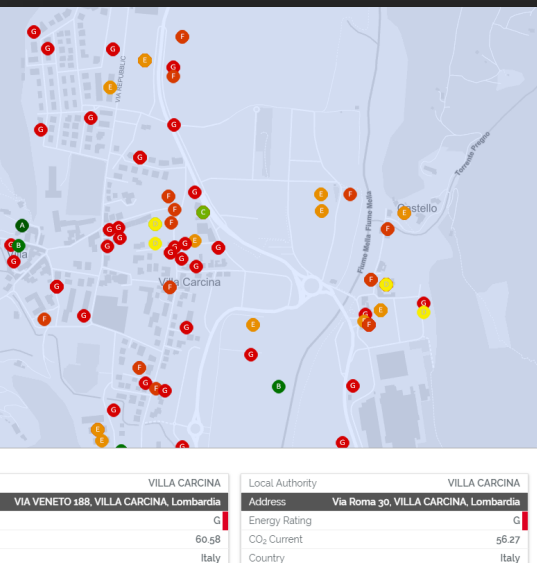 G
F
G
G
E
G
F
E
VIA REPUBBLIC
G
G
G
G
Torrente Pregno
F
G
E
F
F
C
E
Castello
E
F
Fiume Mella Fiume Mella
A
G
G
G
G
F
G
B
G
G
E
G
G
G
G
F
Villa Carcina
F
G
G
E
F
G
F
G
E
F
G
E
G
F
G
F
G
B
G
G
E
E
G
G
VILLA CARCINA
VIA VENETO 188, VILLA CARCINA, Lombardia
G
60.58
Italy
Local Authority VILLA CARCINA
Address Via Roma 30, VILLA CARCINA, Lombardia
Energy Rating G
CO₂ Current 56.27
Country Italy